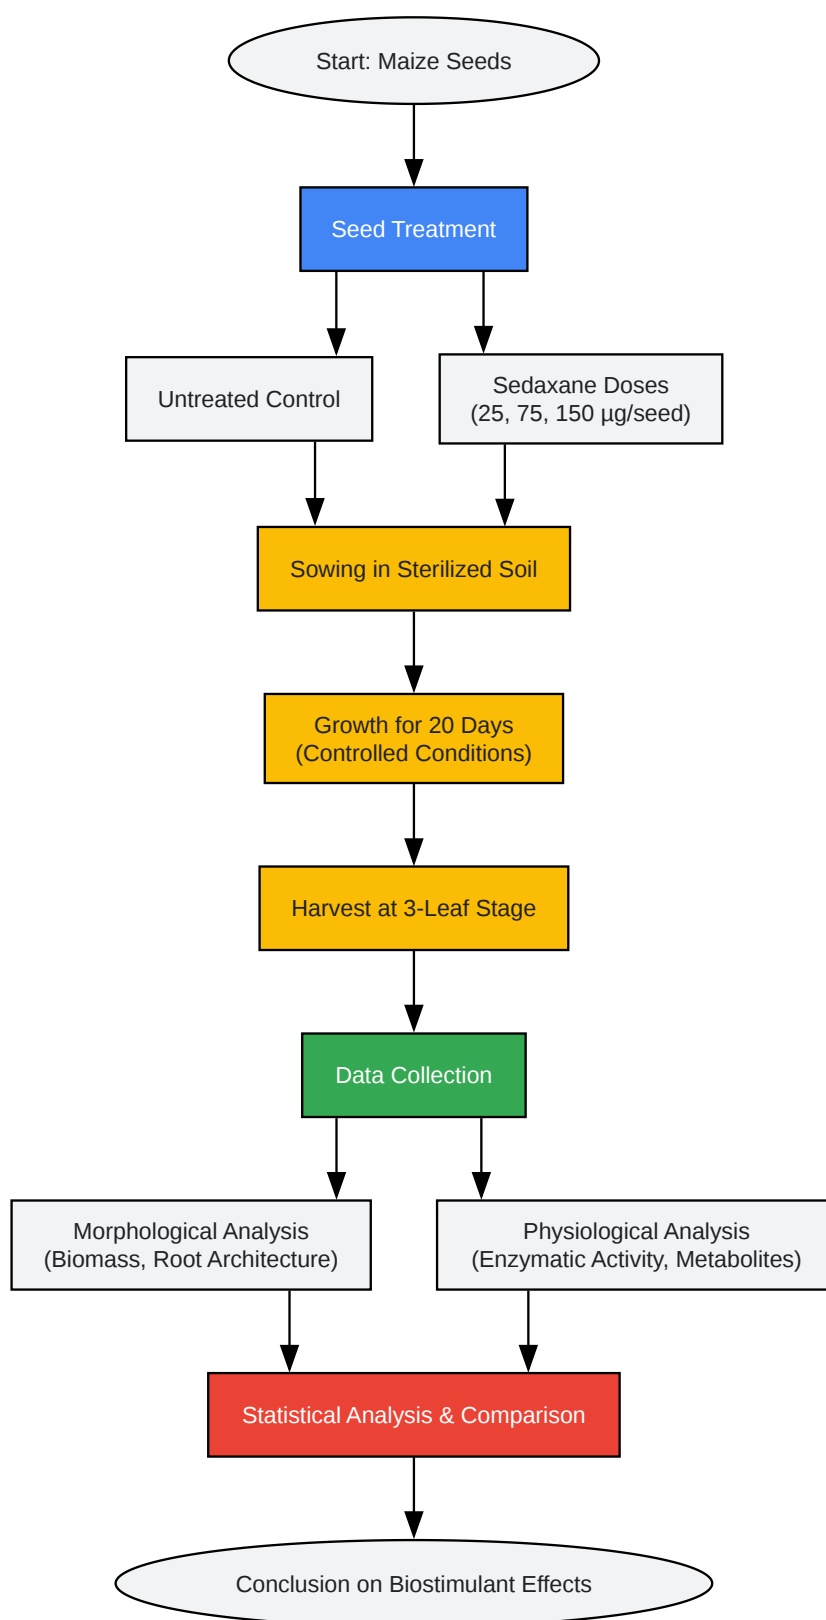 Start: Maize Seeds
Seed Treatment
Untreated Control
Sedaxane Doses
(25, 75, 150 µg/seed)
Sowing in Sterilized Soil
Growth for 20 Days
(Controlled Conditions)
Harvest at 3-Leaf Stage
Data Collection
Morphological Analysis
(Biomass, Root Architecture)
Physiological Analysis
(Enzymatic Activity, Metabolites)
Statistical Analysis & Comparison
Conclusion on Biostimulant Effects